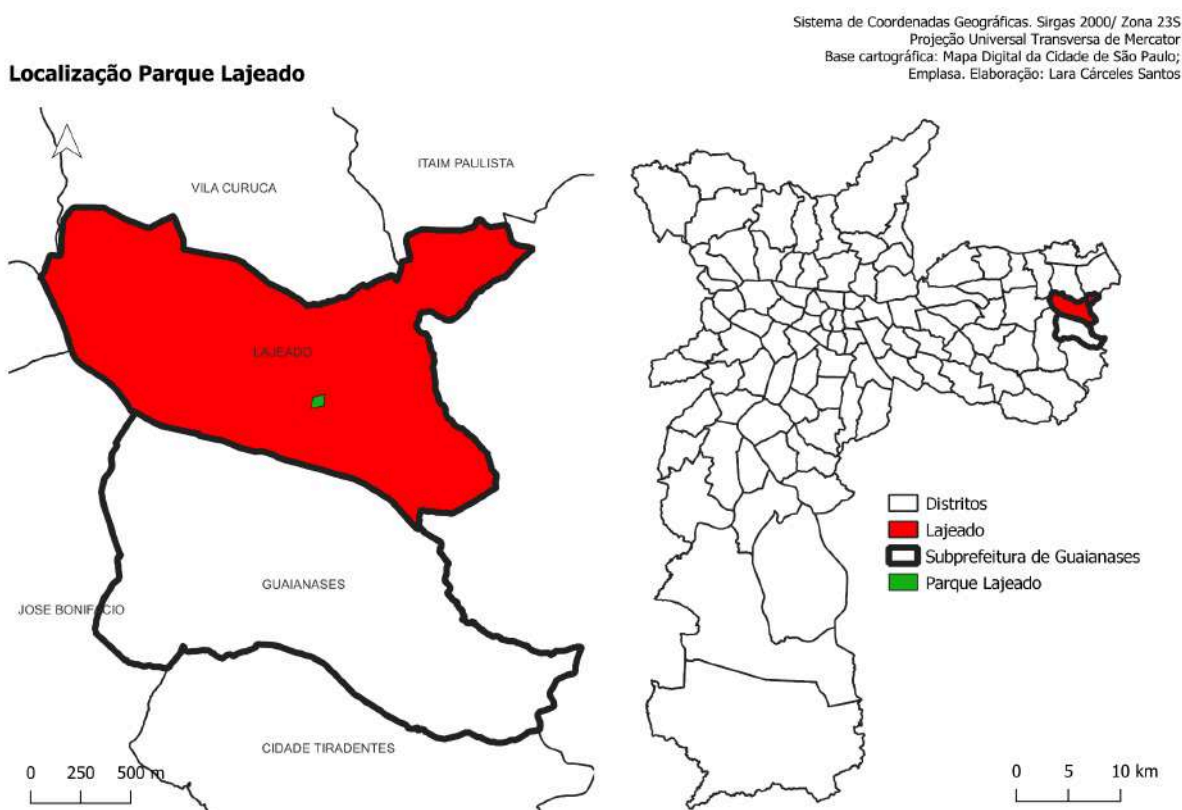 Sistema de Coordenadas Geográficas. Sirgas 2000/ Zona 23S
Projeção Universal Transversa de Mercator
Base cartográfica: Mapa Digital da Cidade de São Paulo;
Emplasa. Elaboração: Lara Cárceles Santos
Localização Parque Lajeado
ITAIM PAULISTA
VILA CURUCA
LAJEADO
GUAIANASES
JOSE BONIFACIO
CIDADE TIRADENTES
0 250 500 m
Distritos
Lajeado
Subprefeitura de Guaianases
Parque Lajeado
0 5 10 km